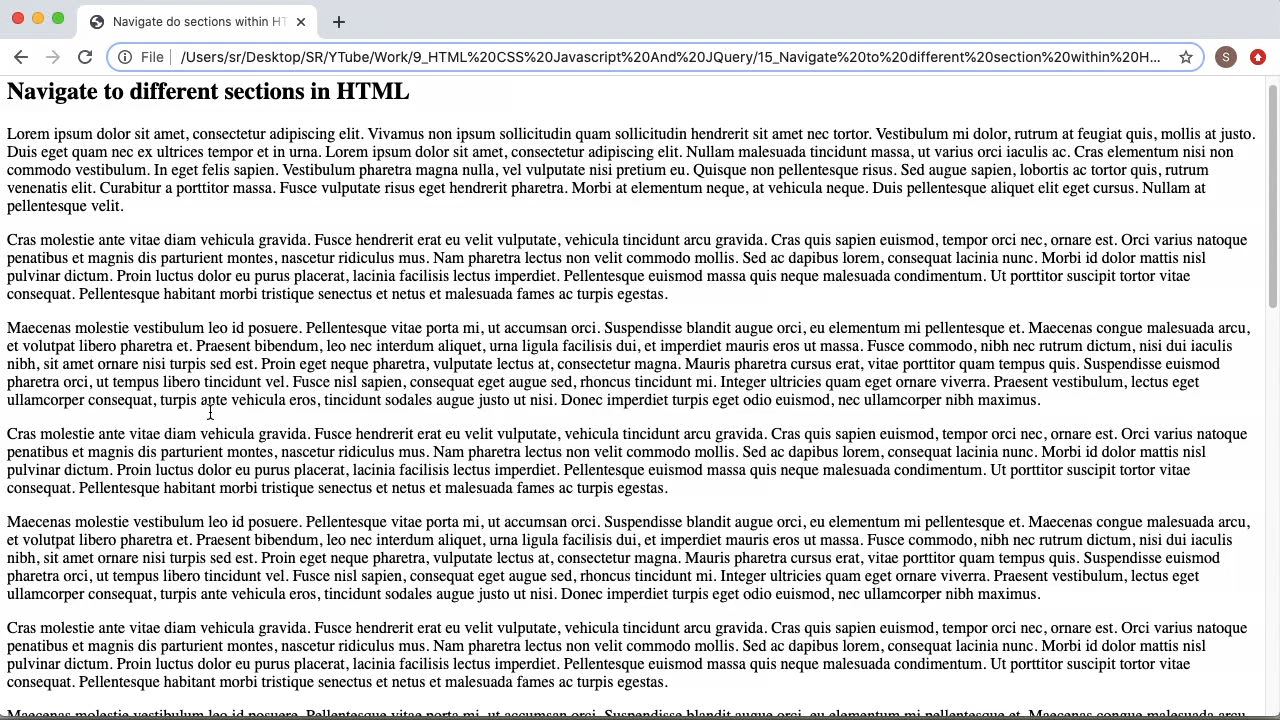 Navigate do sections within HT
File
/Users/sr/Desktop/SR/YTube/Work/9_HTML%20CSS%20Javascript%20And%20JQuery/15_Navigate%20to%20different%20section%20within%20H...
S
Navigate to different sections in HTML
Lorem ipsum dolor sit amet, consectetur adipiscing elit. Vivamus non ipsum sollicitudin quam sollicitudin hendrerit sit amet nec tortor. Vestibulum mi dolor, rutrum at feugiat quis, mollis at justo.
Duis eget quam nec ex ultrices tempor et in urna. Lorem ipsum dolor sit amet, consectetur adipiscing elit. Nullam malesuada tincidunt massa, ut varius orci iaculis ac. Cras elementum nisi non
commodo vestibulum. In eget felis sapien. Vestibulum pharetra magna nulla, vel vulputate nisi pretium eu. Quisque non pellentesque risus. Sed augue sapien, lobortis ac tortor quis, rutrum
venenatis elit. Curabitur a porttitor massa. Fusce vulputate risus eget hendrerit pharetra. Morbi at elementum neque, at vehicula neque. Duis pellentesque aliquet elit eget cursus. Nullam at
pellentesque velit.
Cras molestie ante vitae diam vehicula gravida. Fusce hendrerit erat eu velit vulputate, vehicula tincidunt arcu gravida. Cras quis sapien euismod, tempor orci nec, ornare est. Orci varius natoque
penatibus et magnis dis parturient montes, nascetur ridiculus mus. Nam pharetra lectus non velit commodo mollis. Sed ac dapibus lorem, consequat lacinia nunc. Morbi id dolor mattis nisl
pulvinar dictum. Proin luctus dolor eu purus placerat, lacinia facilisis lectus imperdiet. Pellentesque euismod massa quis neque malesuada condimentum. Ut porttitor suscipit tortor vitae
consequat. Pellentesque habitant morbi tristique senectus et netus et malesuada fames ac turpis egestas.
Maecenas molestie vestibulum leo id posuere. Pellentesque vitae porta mi, ut accumsan orci. Suspendisse blandit augue orci, eu elementum mi pellentesque et. Maecenas congue malesuada arcu,
et volutpat libero pharetra et. Praesent bibendum, leo nec interdum aliquet, urna ligula facilisis dui, et imperdiet mauris eros ut massa. Fusce commodo, nibh nec rutrum dictum, nisi dui iaculis
nibh, sit amet ornare nisi turpis sed est. Proin eget neque pharetra, vulputate lectus at, consectetur magna. Mauris pharetra cursus erat, vitae porttitor quam tempus quis. Suspendisse euismod
pharetra orci, ut tempus libero tincidunt vel. Fusce nisl sapien, consequat eget augue sed, rhoncus tincidunt mi. Integer ultricies quam eget ornare viverra. Praesent vestibulum, lectus eget
ullamcorper consequat, turpis ante vehicula eros, tincidunt sodales augue justo ut nisi. Donec imperdiet turpis eget odio euismod, nec ullamcorper nibh maximus.
Cras molestie ante vitae diam vehicula gravida. Fusce hendrerit erat eu velit vulputate, vehicula tincidunt arcu gravida. Cras quis sapien euismod, tempor orci nec, ornare est. Orci varius natoque
penatibus et magnis dis parturient montes, nascetur ridiculus mus. Nam pharetra lectus non velit commodo mollis. Sed ac dapibus lorem, consequat lacinia nunc. Morbi id dolor mattis nisl
pulvinar dictum. Proin luctus dolor eu purus placerat, lacinia facilisis lectus imperdiet. Pellentesque euismod massa quis neque malesuada condimentum. Ut porttitor suscipit tortor vitae
consequat. Pellentesque habitant morbi tristique senectus et netus et malesuada fames ac turpis egestas.
Maecenas molestie vestibulum leo id posuere. Pellentesque vitae porta mi, ut accumsan orci. Suspendisse blandit augue orci, eu elementum mi pellentesque et. Maecenas congue malesuada arcu,
et volutpat libero pharetra et. Praesent bibendum, leo nec interdum aliquet, urna ligula facilisis dui, et imperdiet mauris eros ut massa. Fusce commodo, nibh nec rutrum dictum, nisi dui iaculis
nibh, sit amet ornare nisi turpis sed est. Proin eget neque pharetra, vulputate lectus at, consectetur magna. Mauris pharetra cursus erat, vitae porttitor quam tempus quis. Suspendisse euismod
pharetra orci, ut tempus libero tincidunt vel. Fusce nisl sapien, consequat eget augue sed, rhoncus tincidunt mi. Integer ultricies quam eget ornare viverra. Praesent vestibulum, lectus eget
ullamcorper consequat, turpis ante vehicula eros, tincidunt sodales augue justo ut nisi. Donec imperdiet turpis eget odio euismod, nec ullamcorper nibh maximus.
Cras molestie ante vitae diam vehicula gravida. Fusce hendrerit erat eu velit vulputate, vehicula tincidunt arcu gravida. Cras quis sapien euismod, tempor orci nec, ornare est. Orci varius natoque
penatibus et magnis dis parturient montes, nascetur ridiculus mus. Nam pharetra lectus non velit commodo mollis. Sed ac dapibus lorem, consequat lacinia nunc. Morbi id dolor mattis nisl
pulvinar dictum. Proin luctus dolor eu purus placerat, lacinia facilisis lectus imperdiet. Pellentesque euismod massa quis neque malesuada condimentum. Ut porttitor suscipit tortor vitae
consequat. Pellentesque habitant morbi tristique senectus et netus et malesuada fames ac turpis egestas.